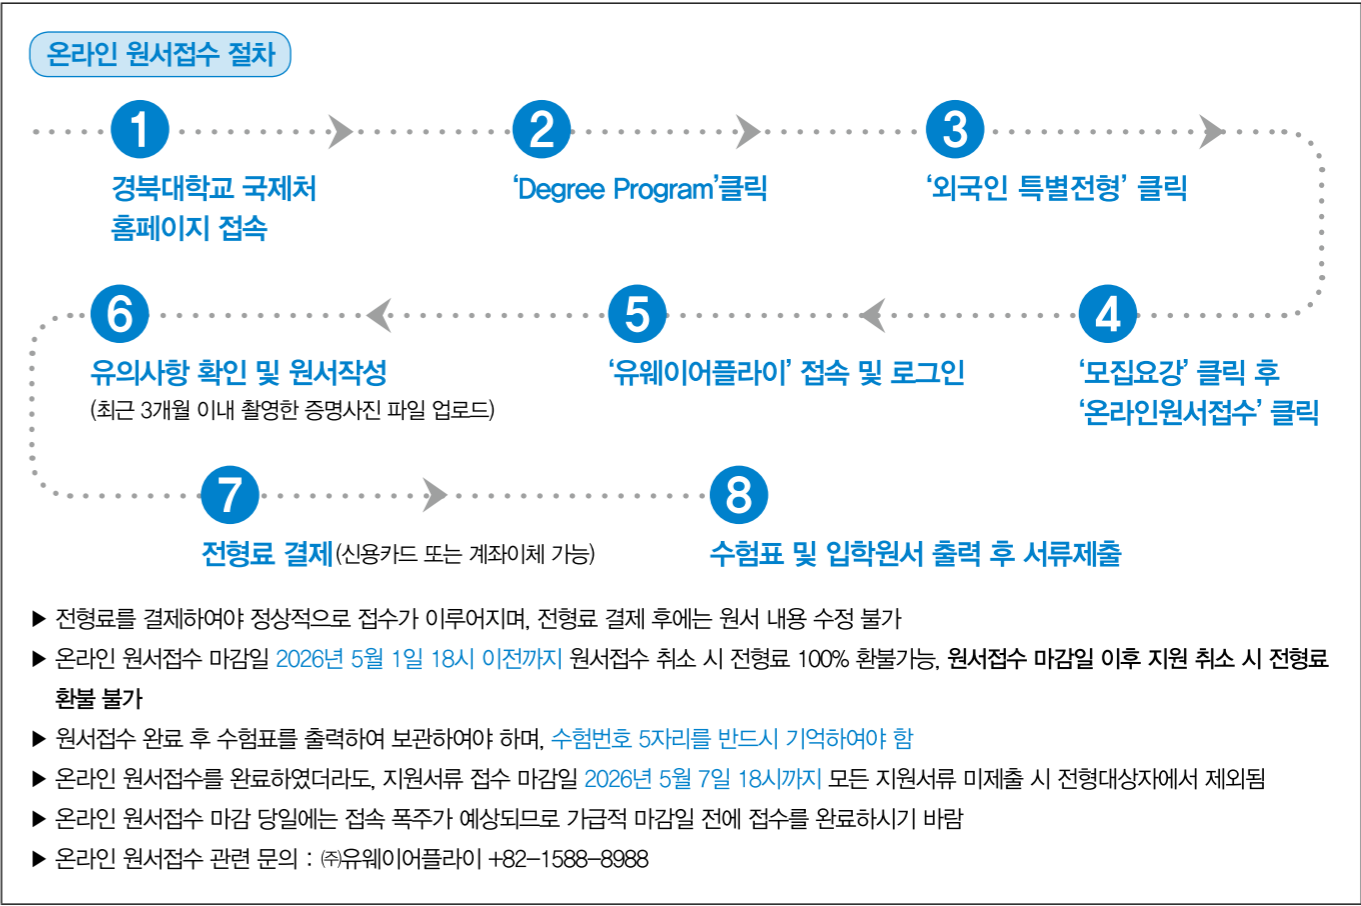 온라인 원서접수 절차
1
2
3
경북대학교 국제처
홈페이지 접속
‘Degree Program’클릭
‘외국인 특별전형’ 클릭
4
‘모집요강’ 클릭 후
‘온라인원서접수’ 클릭
5
‘유웨이어플라이’ 접속 및 로그인
6
유의사항 확인 및 원서작성
(최근 3개월 이내 촬영한 증명사진 파일 업로드)
7
전형료 결제(신용카드 또는 계좌이체 가능)
8
수험표 및 입학원서 출력 후 서류제출
▶ 전형료를 결제하여야 정상적으로 접수가 이루어지며, 전형료 결제 후에는 원서 내용 수정 불가
▶ 온라인 원서접수 마감일 2026년 5월 1일 18시 이전까지 원서접수 취소 시 전형료 100% 환불가능, 원서접수 마감일 이후 지원 취소 시 전형료
환불 불가
▶ 원서접수 완료 후 수험표를 출력하여 보관하여야 하며, 수험번호 5자리를 반드시 기억하여야 함
▶ 온라인 원서접수를 완료하였더라도, 지원서류 접수 마감일 2026년 5월 7일 18시까지 모든 지원서류 미제출 시 전형대상자에서 제외됨
▶ 온라인 원서접수 마감 당일에는 접속 폭주가 예상되므로 가급적 마감일 전에 접수를 완료하시기 바람
▶ 온라인 원서접수 관련 문의 : ㈜유웨이어플라이 +82-1588-8988